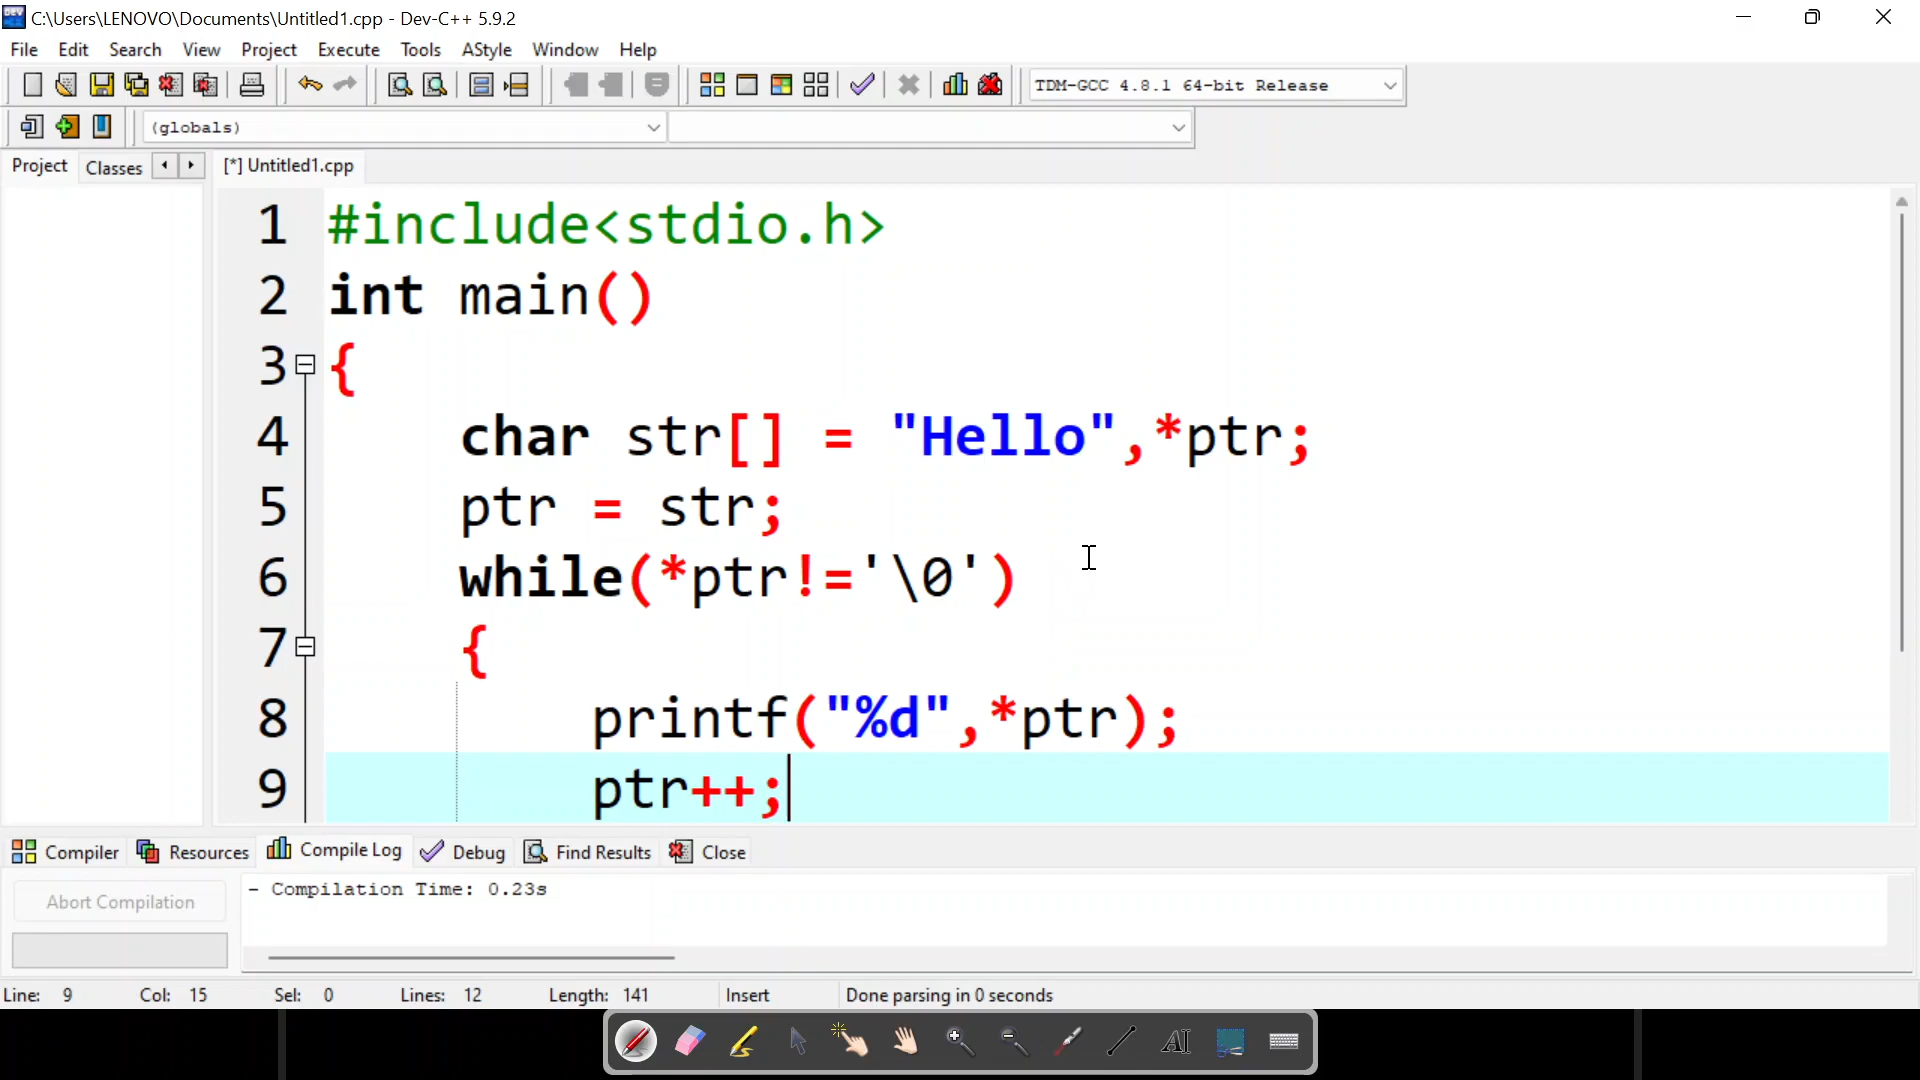 C:\Users\LENOVO\Documents\Untitled1.cpp - Dev-C++ 5.9.2
File Edit Search View Project Execute Tools AStyle Window Help
TDM-GCC 4.8.1 64-bit Release
(globals)
Project Classes [*] Untitled1.cpp
1 #include<stdio.h>
2 int main()
3 {
4 char str[] = "Hello",*ptr;
5 ptr = str;
6 while(*ptr!='\0')
7 {
8 printf("%d",*ptr);
9 ptr++;
Compiler Resources Compile Log Debug Find Results Close
Abort Compilation
- Compilation Time: 0.23s
Line: 9 Col: 15 Sel: 0 Lines: 12 Length: 141 Insert Done parsing in 0 seconds